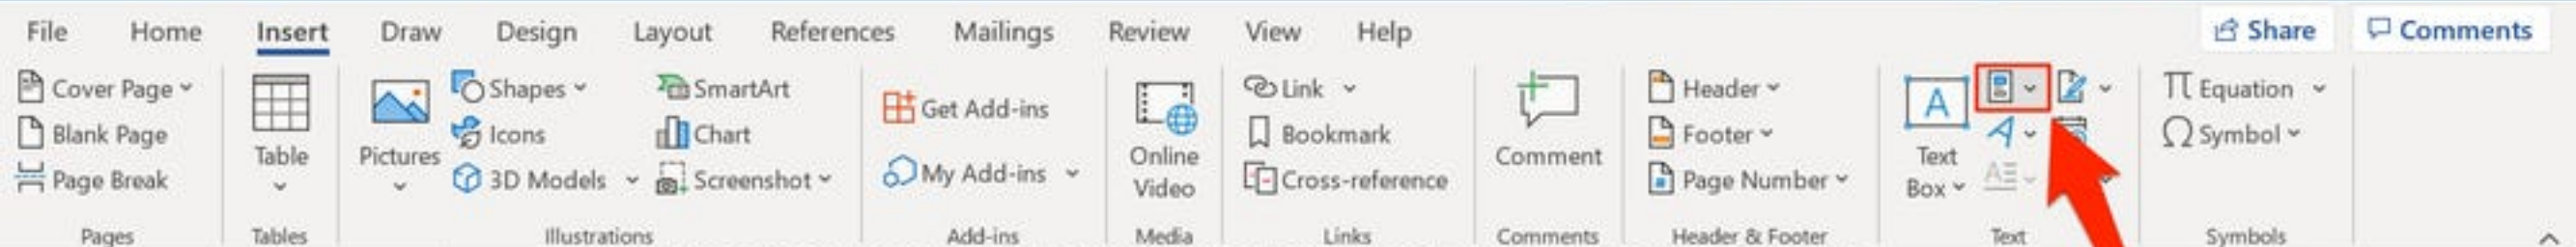 File Home Insert Draw Design Layout References Mailings Review View Help Share Comments
Cover Page
Blank Page
Page Break
Pages
Table
Tables
Pictures
Shapes
Icons
3D Models
SmartArt
Chart
Screenshot
Illustrations
Get Add-ins
My Add-ins
Add-ins
Online
Video
Media
Link
Bookmark
Cross-reference
Links
Comment
Comments
Header
Footer
Page Number
Header & Footer
A
Text
Box
A
AΞ
Text
π Equation
Ω Symbol
Symbols